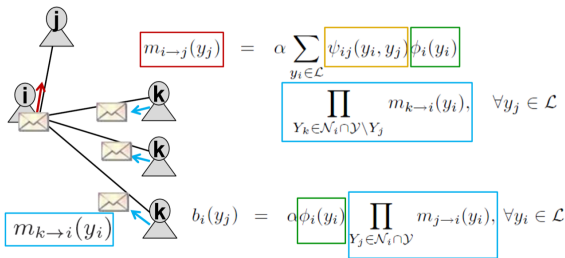 j
m_{i→j}(y_j) = α ∑_{y_i∈ℒ} ψ_{ij}(y_i, y_j) ϕ_i(y_i)
i
k
∏_{Y_k∈𝒩_i∩𝒴\Y_j} m_{k→i}(y_i), ∀y_j ∈ ℒ
k
k
b_i(y_j) = αϕ_i(y_i) ∏_{Y_j∈𝒩_i∩𝒴} m_{j→i}(y_i), ∀y_i ∈ ℒ
m_{k→i}(y_i)